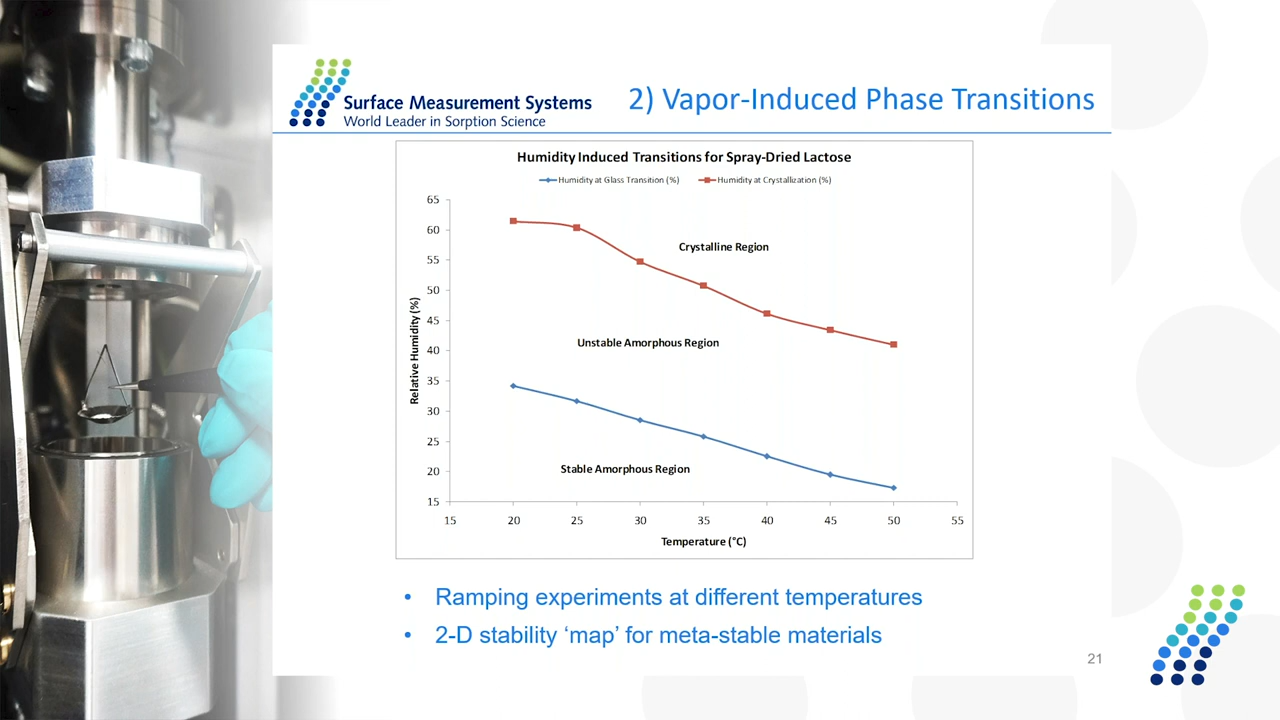 Surface Measurement Systems
World Leader in Sorption Science
2) Vapor-Induced Phase Transitions
Humidity Induced Transitions for Spray-Dried Lactose
Humidity at Glass Transition (%)
Humidity at Crystallization (%)
65
60
55
50
45
40
35
30
25
20
15
Relative Humidity (%)
Crystalline Region
Unstable Amorphous Region
Stable Amorphous Region
15 20 25 30 35 40 45 50 55
Temperature (°C)
• Ramping experiments at different temperatures
• 2-D stability ‘map’ for meta-stable materials
21